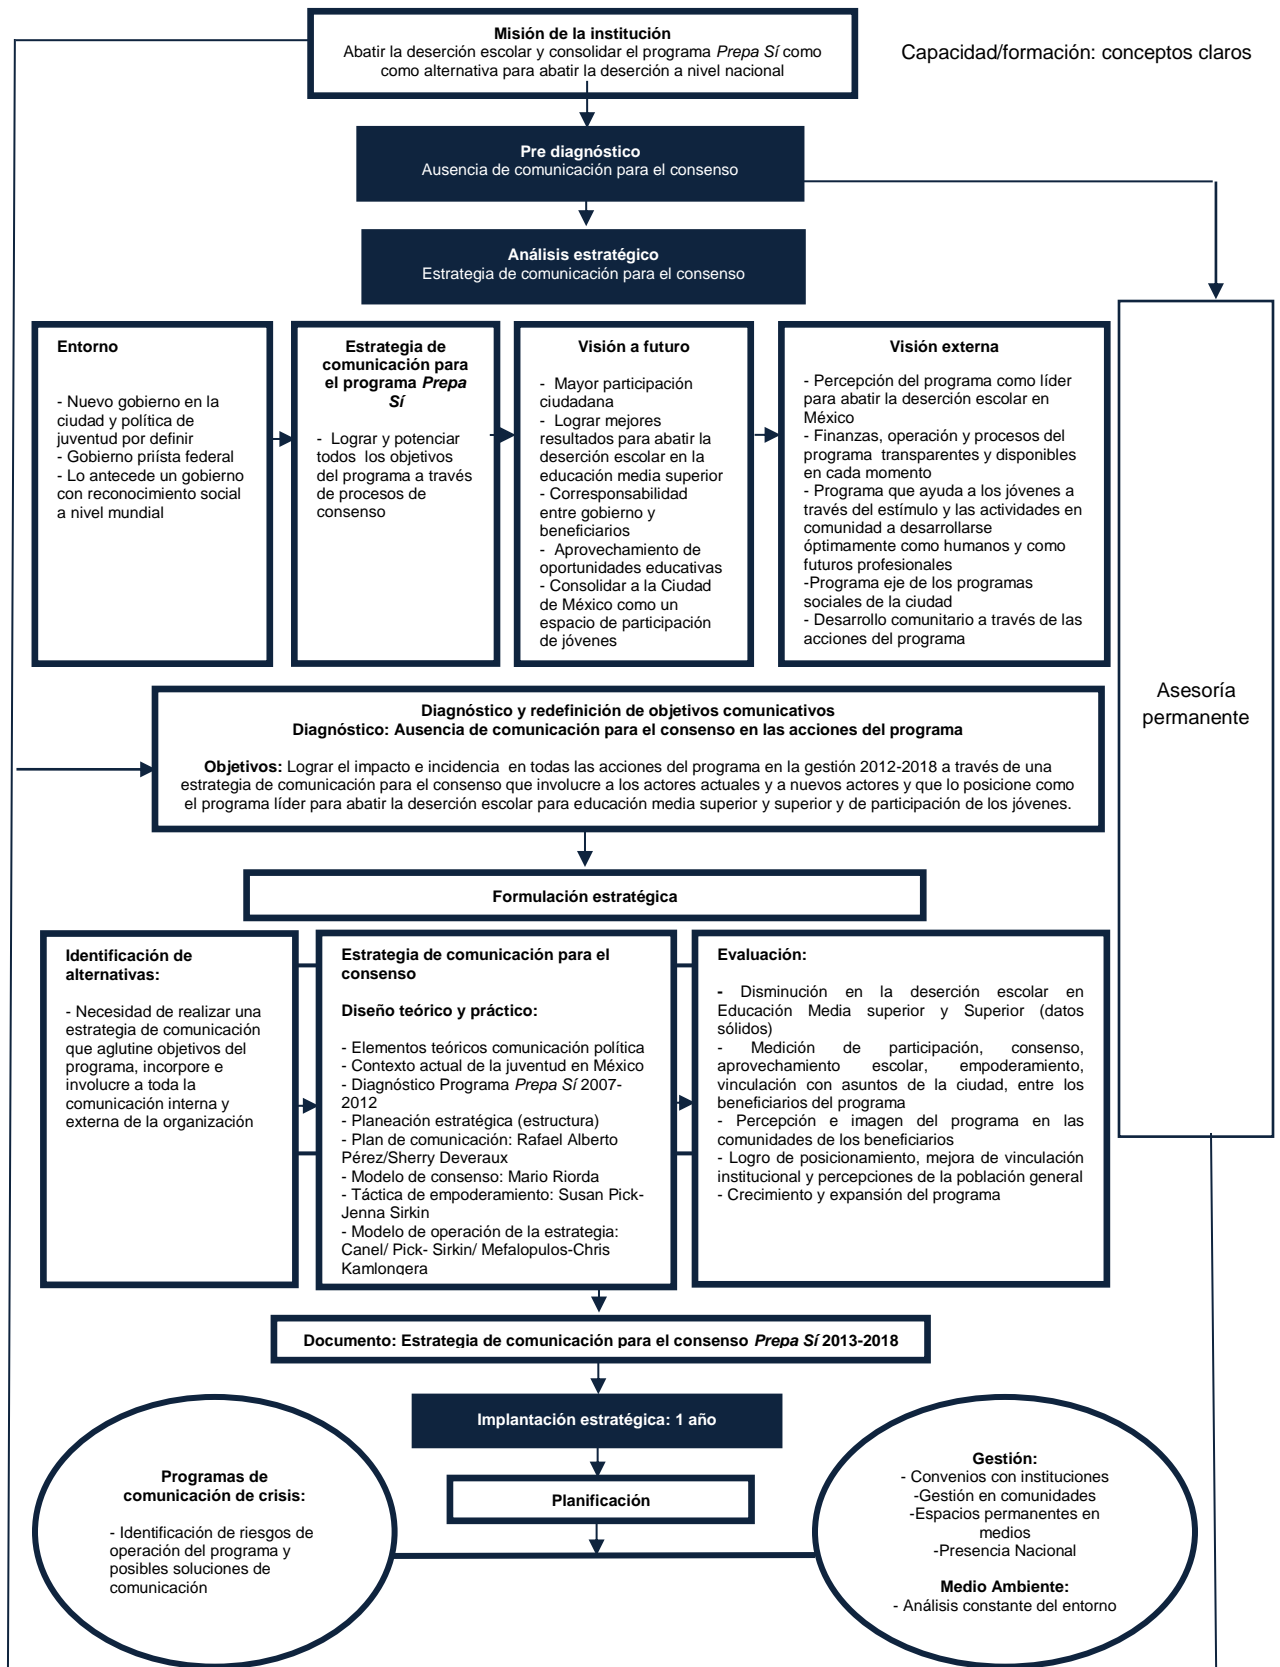 Misión de la institución
Abatir la deserción escolar y consolidar el programa Prepa Sí como
como alternativa para abatir la deserción a nivel nacional
Capacidad/formación: conceptos claros
Pre diagnóstico
Ausencia de comunicación para el consenso
Análisis estratégico
Estrategia de comunicación para el consenso
Entorno
- Nuevo gobierno en la
ciudad y política de
juventud por definir
- Gobierno priísta federal
- Lo antecede un gobierno
con reconocimiento social
a nivel mundial
Estrategia de
comunicación para
el programa Prepa
Sí
- Lograr y potenciar
todos los objetivos
del programa a través
de procesos de
consenso
Visión a futuro
- Mayor participación
ciudadana
- Lograr mejores
resultados para abatir la
deserción escolar en la
educación media superior
- Corresponsabilidad
entre gobierno y
beneficiarios
- Aprovechamiento de
oportunidades educativas
- Consolidar a la Ciudad
de México como un
espacio de participación
de jóvenes
Visión externa
- Percepción del programa como líder
para abatir la deserción escolar en
México
- Finanzas, operación y procesos del
programa transparentes y disponibles
en cada momento
- Programa que ayuda a los jóvenes a
través del estímulo y las actividades en
comunidad a desarrollarse
óptimamente como humanos y como
futuros profesionales
-Programa eje de los programas
sociales de la ciudad
- Desarrollo comunitario a través de las
acciones del programa
Asesoría
permanente
Diagnóstico y redefinición de objetivos comunicativos
Diagnóstico: Ausencia de comunicación para el consenso en las acciones del programa
Objetivos: Lograr el impacto e incidencia en todas las acciones del programa en la gestión 2012-2018 a través de una
estrategia de comunicación para el consenso que involucre a los actores actuales y a nuevos actores y que lo posicione como
el programa líder para abatir la deserción escolar para educación media superior y superior y de participación de los jóvenes.
Formulación estratégica
Identificación de
alternativas:
- Necesidad de realizar una
estrategia de comunicación
que aglutine objetivos del
programa, incorpore e
involucre a toda la
comunicación interna y
externa de la organización
Estrategia de comunicación para el
consenso
Diseño teórico y práctico:
- Elementos teóricos comunicación política
- Contexto actual de la juventud en México
- Diagnóstico Programa Prepa Sí 2007-
2012
- Planeación estratégica (estructura)
- Plan de comunicación: Rafael Alberto
Pérez/Sherry Deveraux
- Modelo de consenso: Mario Riorda
- Táctica de empoderamiento: Susan Pick-
Jenna Sirkin
- Modelo de operación de la estrategia:
Canel/ Pick- Sirkin/ Mefalopulos-Chris
Kamlongera
Evaluación:
- Disminución en la deserción escolar en
Educación Media superior y Superior (datos
sólidos)
- Medición de participación, consenso,
aprovechamiento escolar, empoderamiento,
vinculación con asuntos de la ciudad, entre los
beneficiarios del programa
- Percepción e imagen del programa en las
comunidades de los beneficiarios
- Logro de posicionamiento, mejora de vinculación
institucional y percepciones de la población general
- Crecimiento y expansión del programa
Documento: Estrategia de comunicación para el consenso Prepa Sí 2013-2018
Implantación estratégica: 1 año
Planificación
Programas de
comunicación de crisis:
- Identificación de riesgos de
operación del programa y
posibles soluciones de
comunicación
Gestión:
- Convenios con instituciones
-Gestión en comunidades
-Espacios permanentes en
medios
-Presencia Nacional
Medio Ambiente:
- Análisis constante del entorno